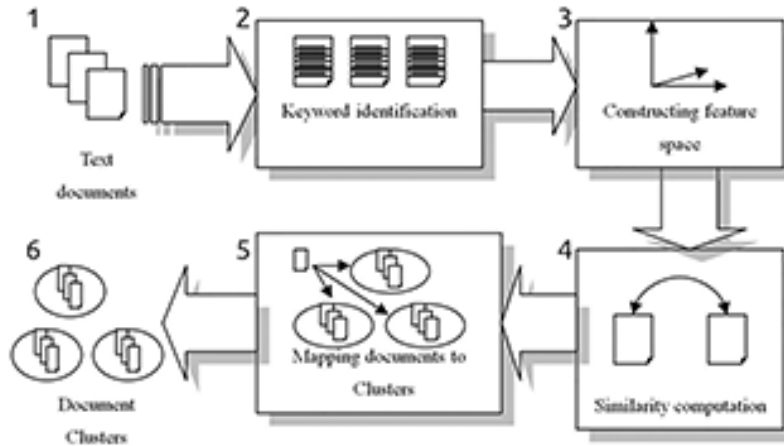 1
Text
documents
2
Keyword identification
3
Constructing feature
space
4
Similarity computation
5
Mapping documents to
Clusters
6
Document
Clusters